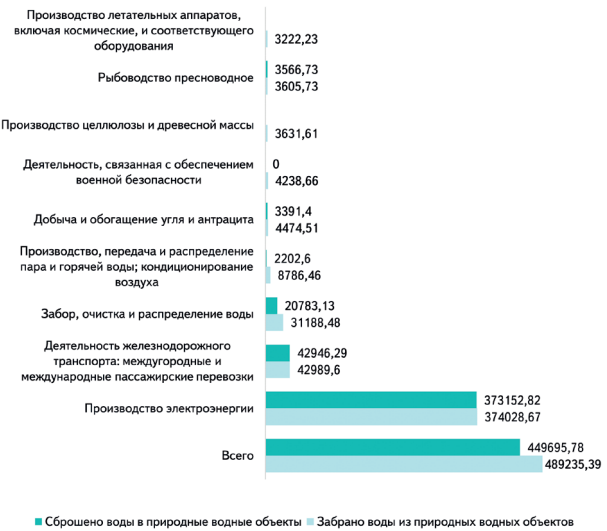 Производство летательных аппаратов,
включая космические, и соответствующего
оборудования
3222,23
Рыбоводство пресноводное
3566,73
3605,73
Производство целлюлозы и древесной массы
3631,61
Деятельность, связанная с обеспечением
военной безопасности
0
4238,66
Добыча и обогащение угля и антрацита
3391,4
4474,51
Производство, передача и распределение
пара и горячей воды; кондиционирование
воздуха
2202,6
8786,46
Забор, очистка и распределение воды
20783,13
31188,48
Деятельность железнодорожного
транспорта: междугородные и
международные пассажирские перевозки
42946,29
42989,6
Производство электроэнергии
373152,82
374028,67
Всего
449695,78
489235,39
Сброшено воды в природные водные объекты
Забрано воды из природных водных объектов